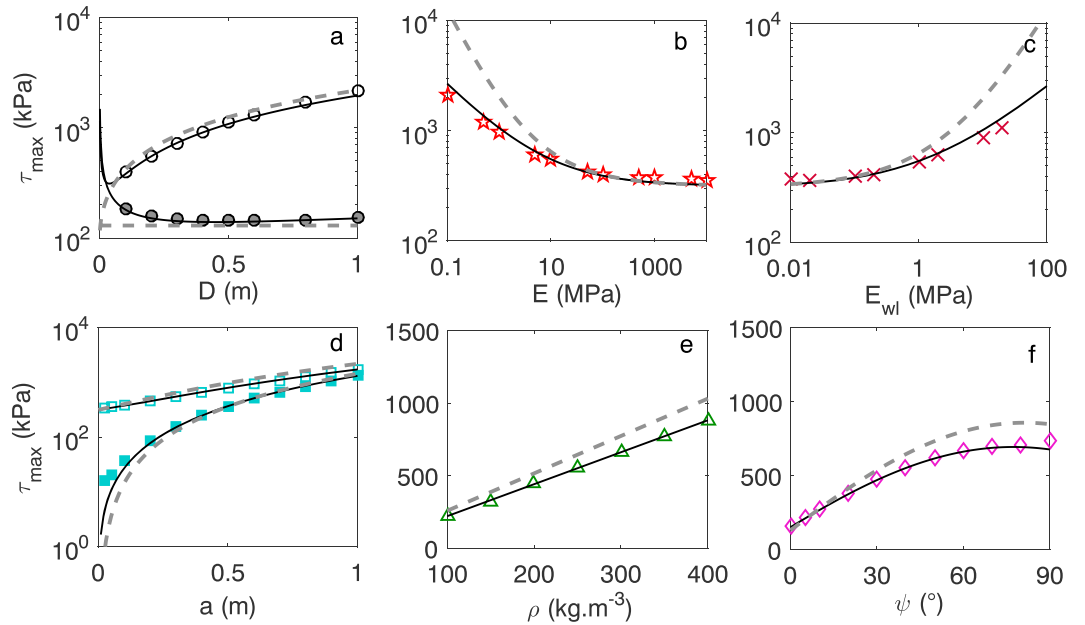 10^4
10^3
10^2
τ_max (kPa)
a
0
0.5
1
D (m)
10^4
10^3
10^2
b
0.1
10
1000
E (MPa)
10^4
10^3
10^2
c
0.01
1
100
E_wl (MPa)
10^4
10^2
10^0
τ_max (kPa)
d
0
0.5
1
a (m)
1500
1000
500
0
e
100
200
300
400
ρ (kg.m^-3)
1500
1000
500
0
f
0
30
60
90
ψ (°)